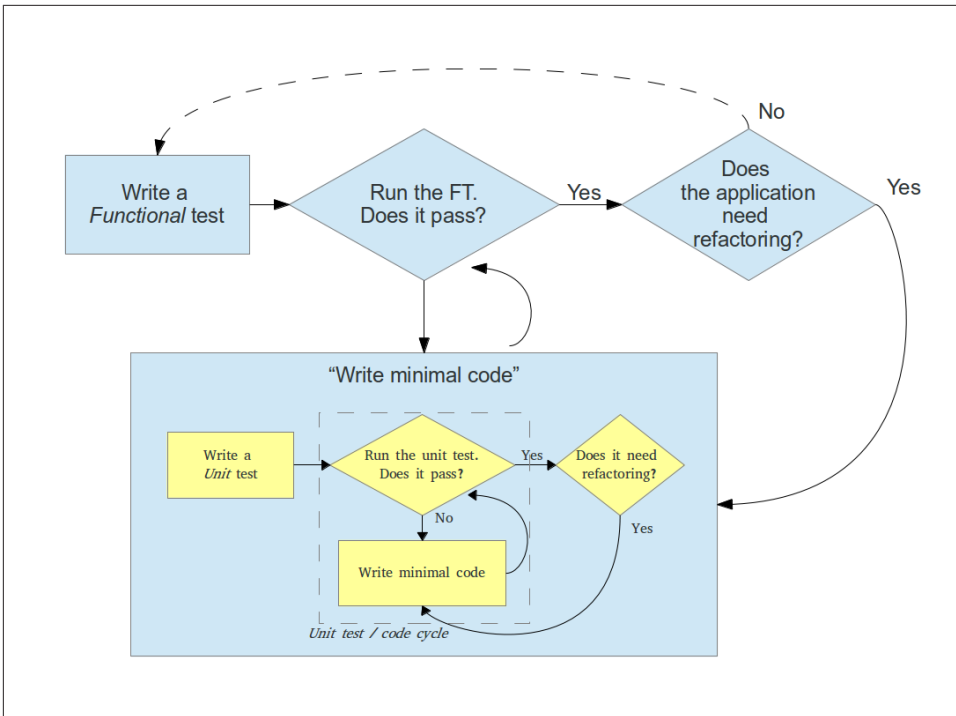 No
Write a
Functional test
Run the FT.
Does it pass?
Yes
Does
the application
need
refactoring?
Yes
“Write minimal code”
Write a
Unit test
Run the unit test.
Does it pass?
Yes
Does it need
refactoring?
No
Yes
Write minimal code
Unit test / code cycle